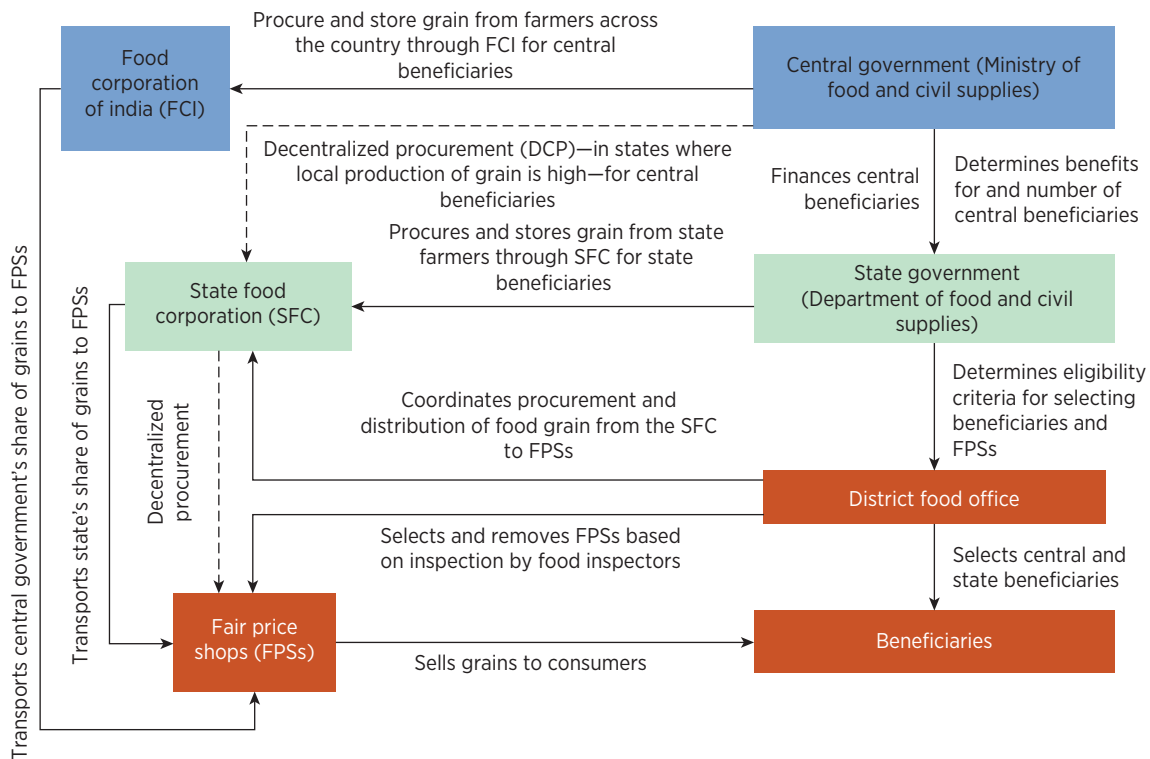 Procure and store grain from farmers across
the country through FCI for central
beneficiaries
Food
corporation
of india (FCI)
Central government (Ministry of
food and civil supplies)
Decentralized procurement (DCP)—in states where
local production of grain is high—for central
beneficiaries
Finances central
beneficiaries
Determines benefits
for and number of
central beneficiaries
Procures and stores grain from state
farmers through SFC for state
beneficiaries
State food
corporation (SFC)
State government
(Department of food and civil
supplies)
Transports central government's share of grains to FPSs
Transports state's share of grains to FPSs
Decentralized
procurement
Coordinates procurement and
distribution of food grain from the SFC
to FPSs
Determines eligibility
criteria for selecting
beneficiaries and
FPSs
District food office
Selects and removes FPSs based
on inspection by food inspectors
Selects central and
state beneficiaries
Fair price
shops (FPSs)
Sells grains to consumers
Beneficiaries